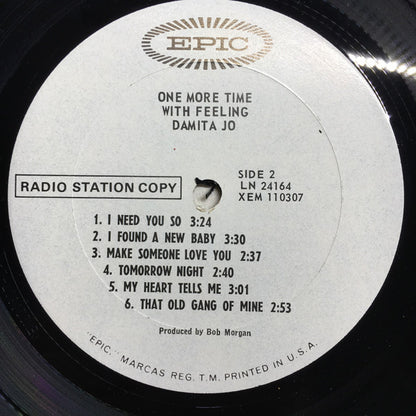 EPIC
ONE MORE TIME
WITH FEELING
DAMITA JO
SIDE 2
LN 24164
XEM 110307
RADIO STATION COPY
1. I NEED YOU SO 3:24
2. I FOUND A NEW BABY 3:30
3. MAKE SOMEONE LOVE YOU 2:37
4. TOMORROW NIGHT 2:40
5. MY HEART TELLS ME 3:01
6. THAT OLD GANG OF MINE 2:53
Produced by Bob Morgan
"EPIC," MARCAS REG. T.M. PRINTED IN U.S.A.